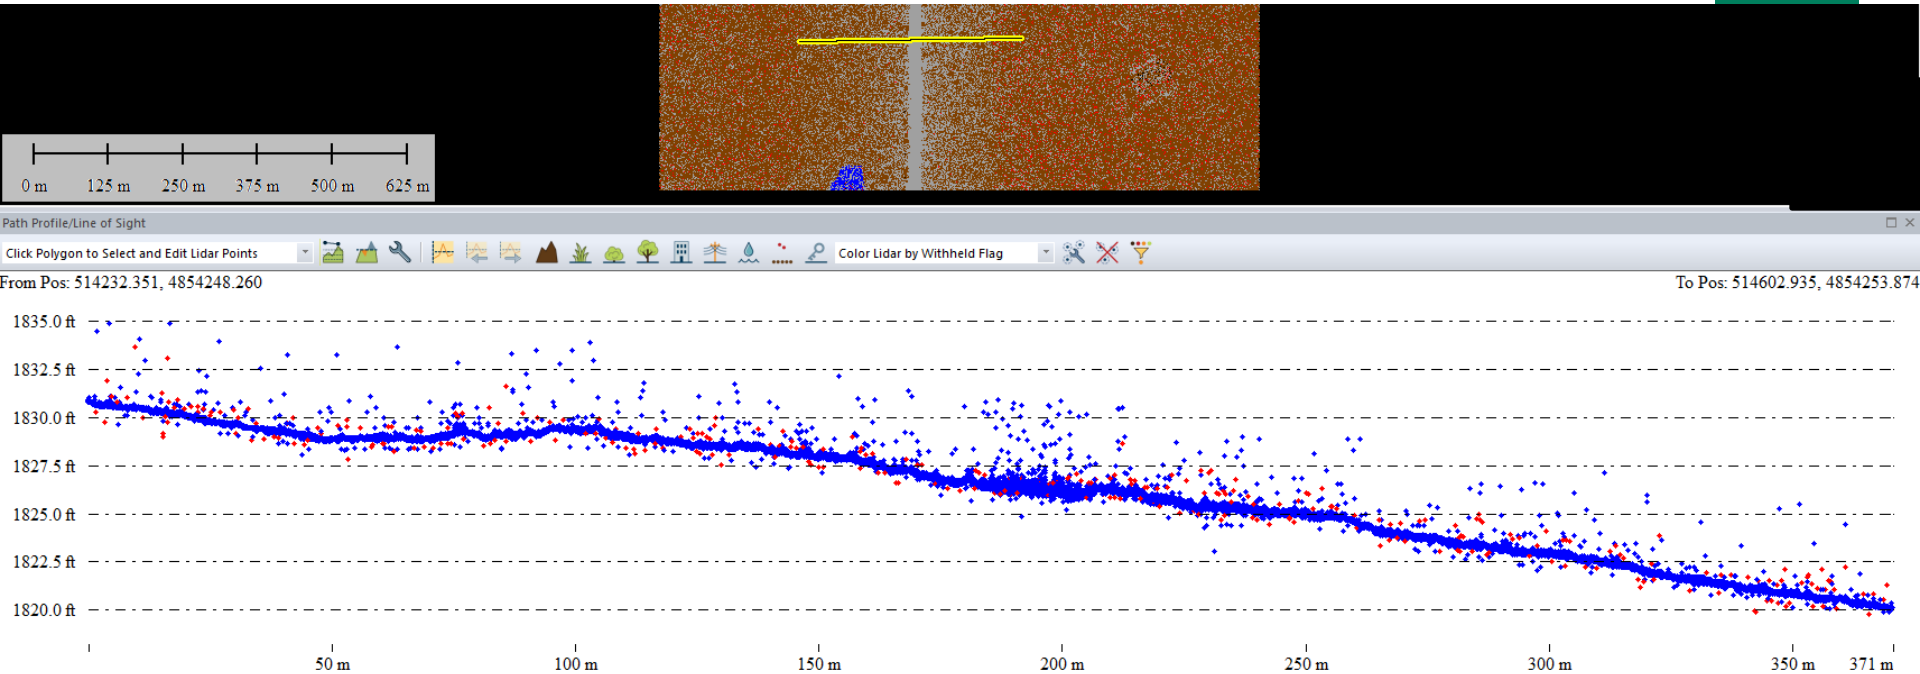 0 m 125 m 250 m 375 m 500 m 625 m
Path Profile/Line of Sight
Click Polygon to Select and Edit Lidar Points Color Lidar by Withheld Flag
From Pos: 514232.351, 4854248.260 To Pos: 514602.935, 4854253.874
1835.0 ft
1832.5 ft
1830.0 ft
1827.5 ft
1825.0 ft
1822.5 ft
1820.0 ft
50 m 100 m 150 m 200 m 250 m 300 m 350 m 371 m